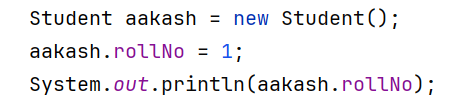 Student aakash = new Student();
aakash.rollNo = 1;
System.out.println(aakash.rollNo);